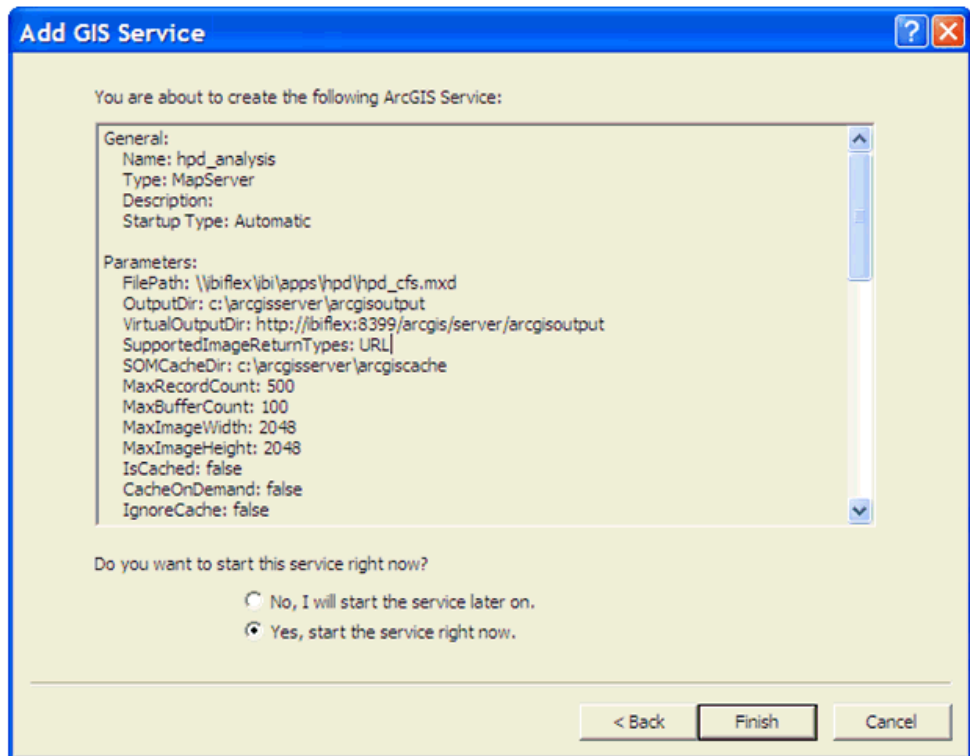 Add GIS Service
You are about to create the following ArcGIS Service:
General:
Name: hpd_analysis
Type: MapServer
Description:
Startup Type: Automatic
Parameters:
FilePath: \\ibiflex\ibi\apps\hpd\hpd_cfs.mxd
OutputDir: c:\arcgisserver\arcgisoutput
VirtualOutputDir: http://ibiflex:8399/arcgis/server/arcgisoutput
SupportedImageReturnTypes: URL
SOMCacheDir: c:\arcgisserver\arcgiscache
MaxRecordCount: 500
MaxBufferCount: 100
MaxImageWidth: 2048
MaxImageHeight: 2048
IsCached: false
CacheOnDemand: false
IgnoreCache: false
Do you want to start this service right now?
No, I will start the service later on.
Yes, start the service right now.
< Back Finish Cancel